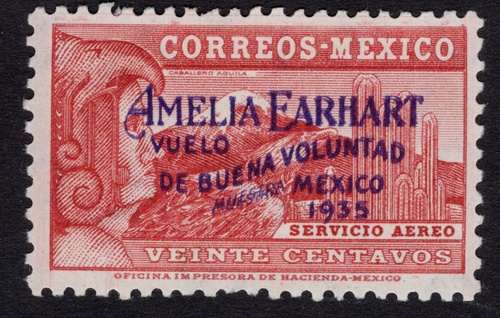 CORREOS-MEXICO
CABALLERO AGUILA
AMELIA EARHART
VUELO
DE BUENA VOLUNTAD
MUESTRA MEXICO
1935
SERVICIO AEREO
VEINTE CENTAVOS
OFICINA IMPRESORA DE HACIENDA-MEXICO.